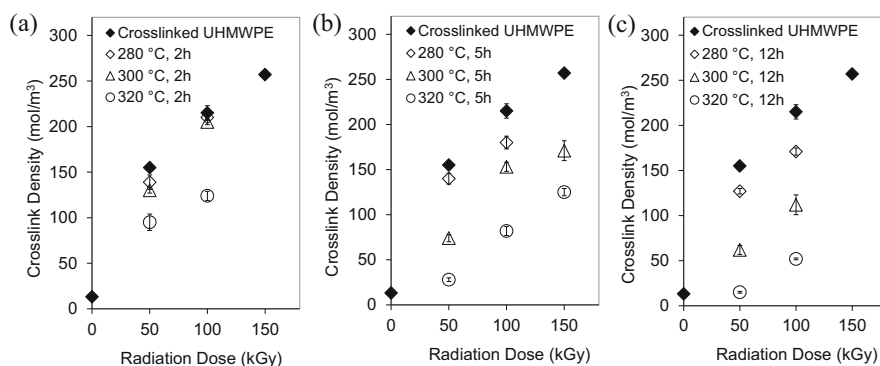 (a)
Crosslink Density (mol/m³)
300
250
200
150
100
50
0
◆ Crosslinked UHMWPE
◇ 280 °C, 2h
△ 300 °C, 2h
○ 320 °C, 2h
0 50 100 150
Radiation Dose (kGy)
(b)
Crosslink Density (mol/m³)
300
250
200
150
100
50
0
◆ Crosslinked UHMWPE
◇ 280 °C, 5h
△ 300 °C, 5h
○ 320 °C, 5h
0 50 100 150
Radiation Dose (kGy)
(c)
Crosslink Density (mol/m³)
300
250
200
150
100
50
0
◆ Crosslinked UHMWPE
◇ 280 °C, 12h
△ 300 °C, 12h
○ 320 °C, 12h
0 50 100 150
Radiation Dose (kGy)